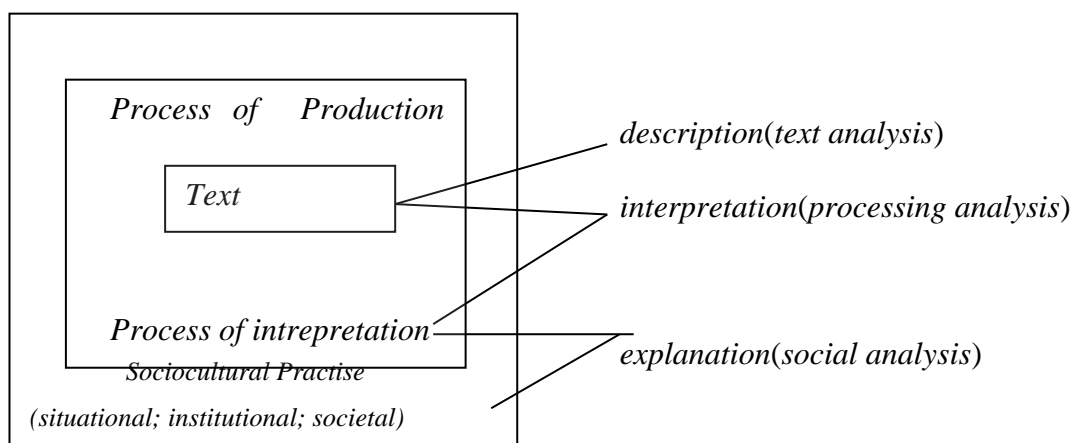 Process of Production
description(text analysis)
Text
interpretation(processing analysis)
Process of intrepretation
explanation(social analysis)
Sociocultural Practise
(situational; institutional; societal)